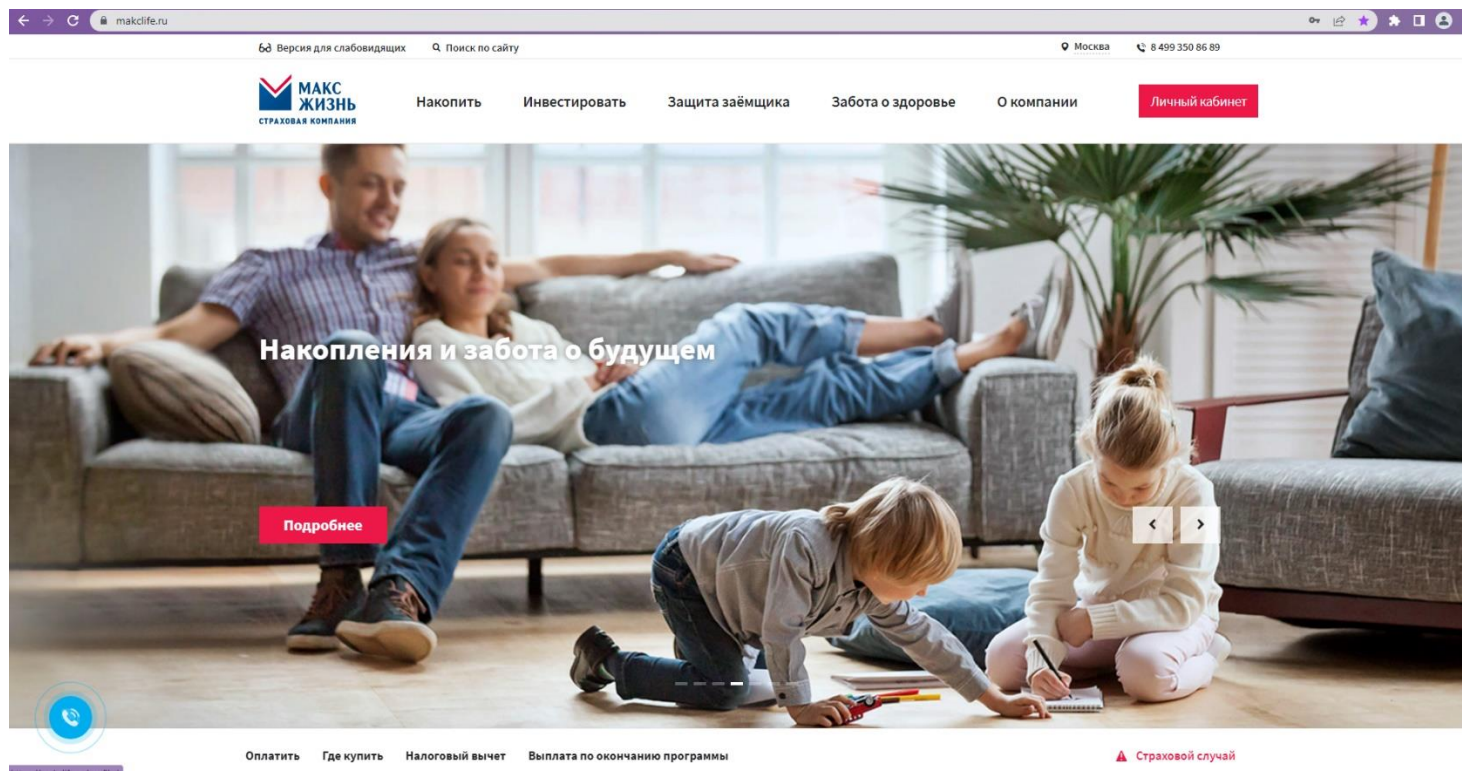 makclife.ru
Версия для слабовидящих Поиск по сайту Москва 8 499 350 86 89
МАКС
ЖИЗНЬ
СТРАХОВАЯ КОМПАНИЯ
Накопить Инвестировать Защита заёмщика Забота о здоровье О компании Личный кабинет
Накопления и забота о будущем
Подробнее
Оплатить Где купить Налоговый вычет Выплата по окончанию программы Страховой случай